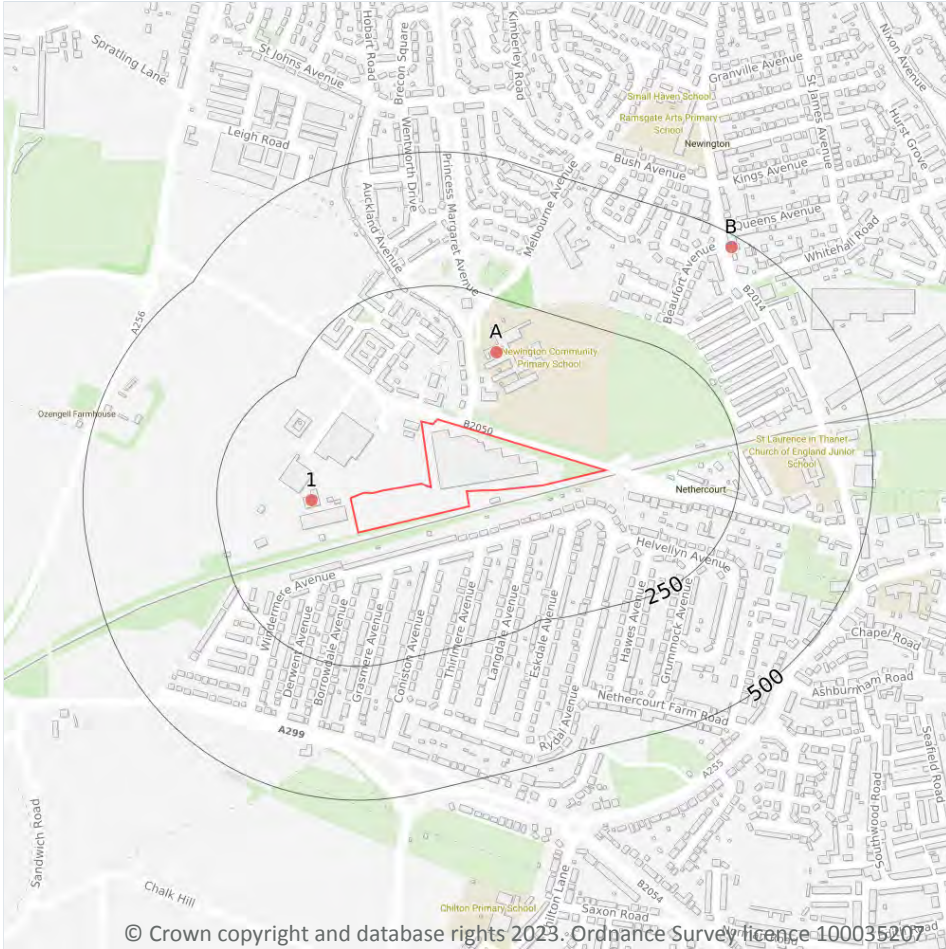 Spratling Lane
St Johns Avenue
Hobart Road
Brecon Square
Kimberley Road
Nixon Avenue
Granville Avenue
St James Avenue
Hurst Grove
Small Haven School
Ramsgate Arts Primary
School
Newington
Leigh Road
Wentworth Drive
Princess Margaret Avenue
Melbourne Avenue
Bush Avenue
Kings Avenue
Auckland Avenue
Queens Avenue
Whitehall Road
B
Beaufort Avenue
B2014
A256
A
Newington Community
Primary School
Ozengell Farmhouse
B2050
St Laurence in Thanet
Church of England Junior
School
1
Nethercourt
Helvellyn Avenue
250
Windermere Avenue
Derwent Avenue
Borrowdale Avenue
Grasmere Avenue
Coniston Avenue
Thirlmere Avenue
Langdale Avenue
Eskdale Avenue
Hawes Avenue
Grummock Avenue
Chapel Road
500
Ashburnham Road
Nethercourt Farm Road
Rydal Avenue
A299
A255
Seafield Road
Southwood Road
Sandwich Road
Chalk Hill
Chilton Primary School
Chilton Lane
B2054
Saxon Road
© Crown copyright and database rights 2023. Ordnance Survey licence 100035207.